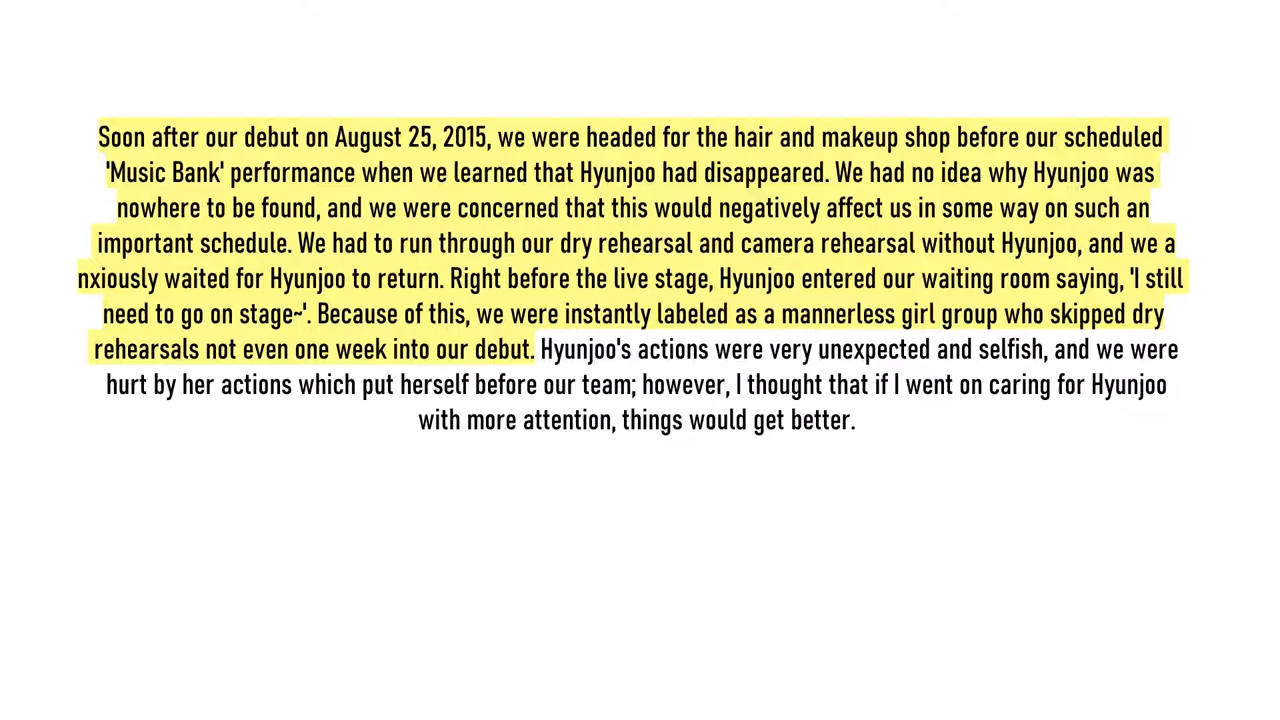 Soon after our debut on August 25, 2015, we were headed for the hair and makeup shop before our scheduled
'Music Bank' performance when we learned that Hyunjoo had disappeared. We had no idea why Hyunjoo was
nowhere to be found, and we were concerned that this would negatively affect us in some way on such an
important schedule. We had to run through our dry rehearsal and camera rehearsal without Hyunjoo, and we a
nxiously waited for Hyunjoo to return. Right before the live stage, Hyunjoo entered our waiting room saying, 'I still
need to go on stage~'. Because of this, we were instantly labeled as a mannerless girl group who skipped dry
rehearsals not even one week into our debut. Hyunjoo's actions were very unexpected and selfish, and we were
hurt by her actions which put herself before our team; however, I thought that if I went on caring for Hyunjoo
with more attention, things would get better.